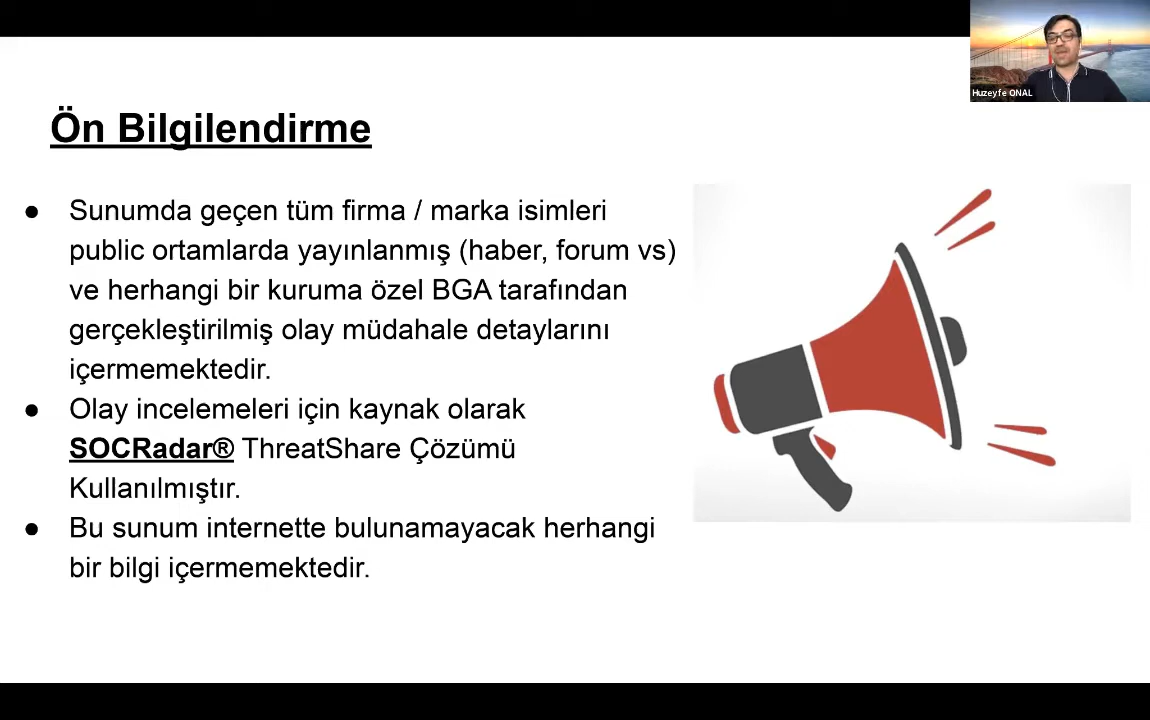 Huzeyfe ÖNAL
Ön Bilgilendirme
● Sunumda geçen tüm firma / marka isimleri
public ortamlarda yayınlanmış (haber, forum vs)
ve herhangi bir kuruma özel BGA tarafından
gerçekleştirilmiş olay müdahale detaylarını
içermemektedir.
● Olay incelemeleri için kaynak olarak
SOCRadar® ThreatShare Çözümü
Kullanılmıştır.
● Bu sunum internette bulunamayacak herhangi
bir bilgi içermemektedir.